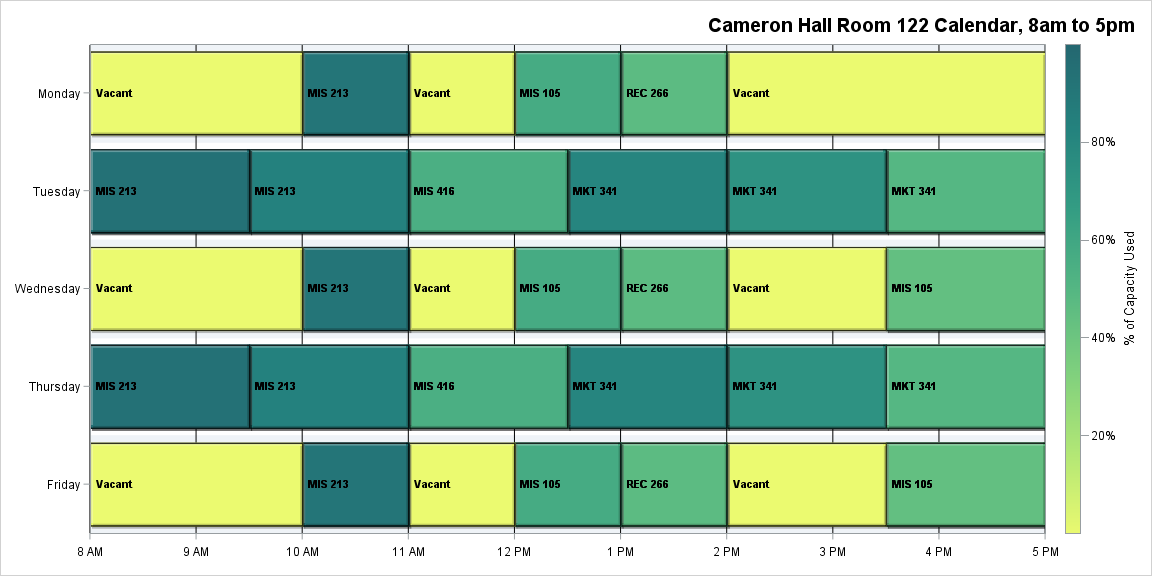 Cameron Hall Room 122 Calendar, 8am to 5pm
Monday
Vacant
MIS 213
Vacant
MIS 105
REC 266
Vacant
Tuesday
MIS 213
MIS 213
MIS 416
MKT 341
MKT 341
MKT 341
Wednesday
Vacant
MIS 213
Vacant
MIS 105
REC 266
Vacant
MIS 105
Thursday
MIS 213
MIS 213
MIS 416
MKT 341
MKT 341
MKT 341
Friday
Vacant
MIS 213
Vacant
MIS 105
REC 266
Vacant
MIS 105
8 AM
9 AM
10 AM
11 AM
12 PM
1 PM
2 PM
3 PM
4 PM
5 PM
80%
60%
40%
20%
% of Capacity Used